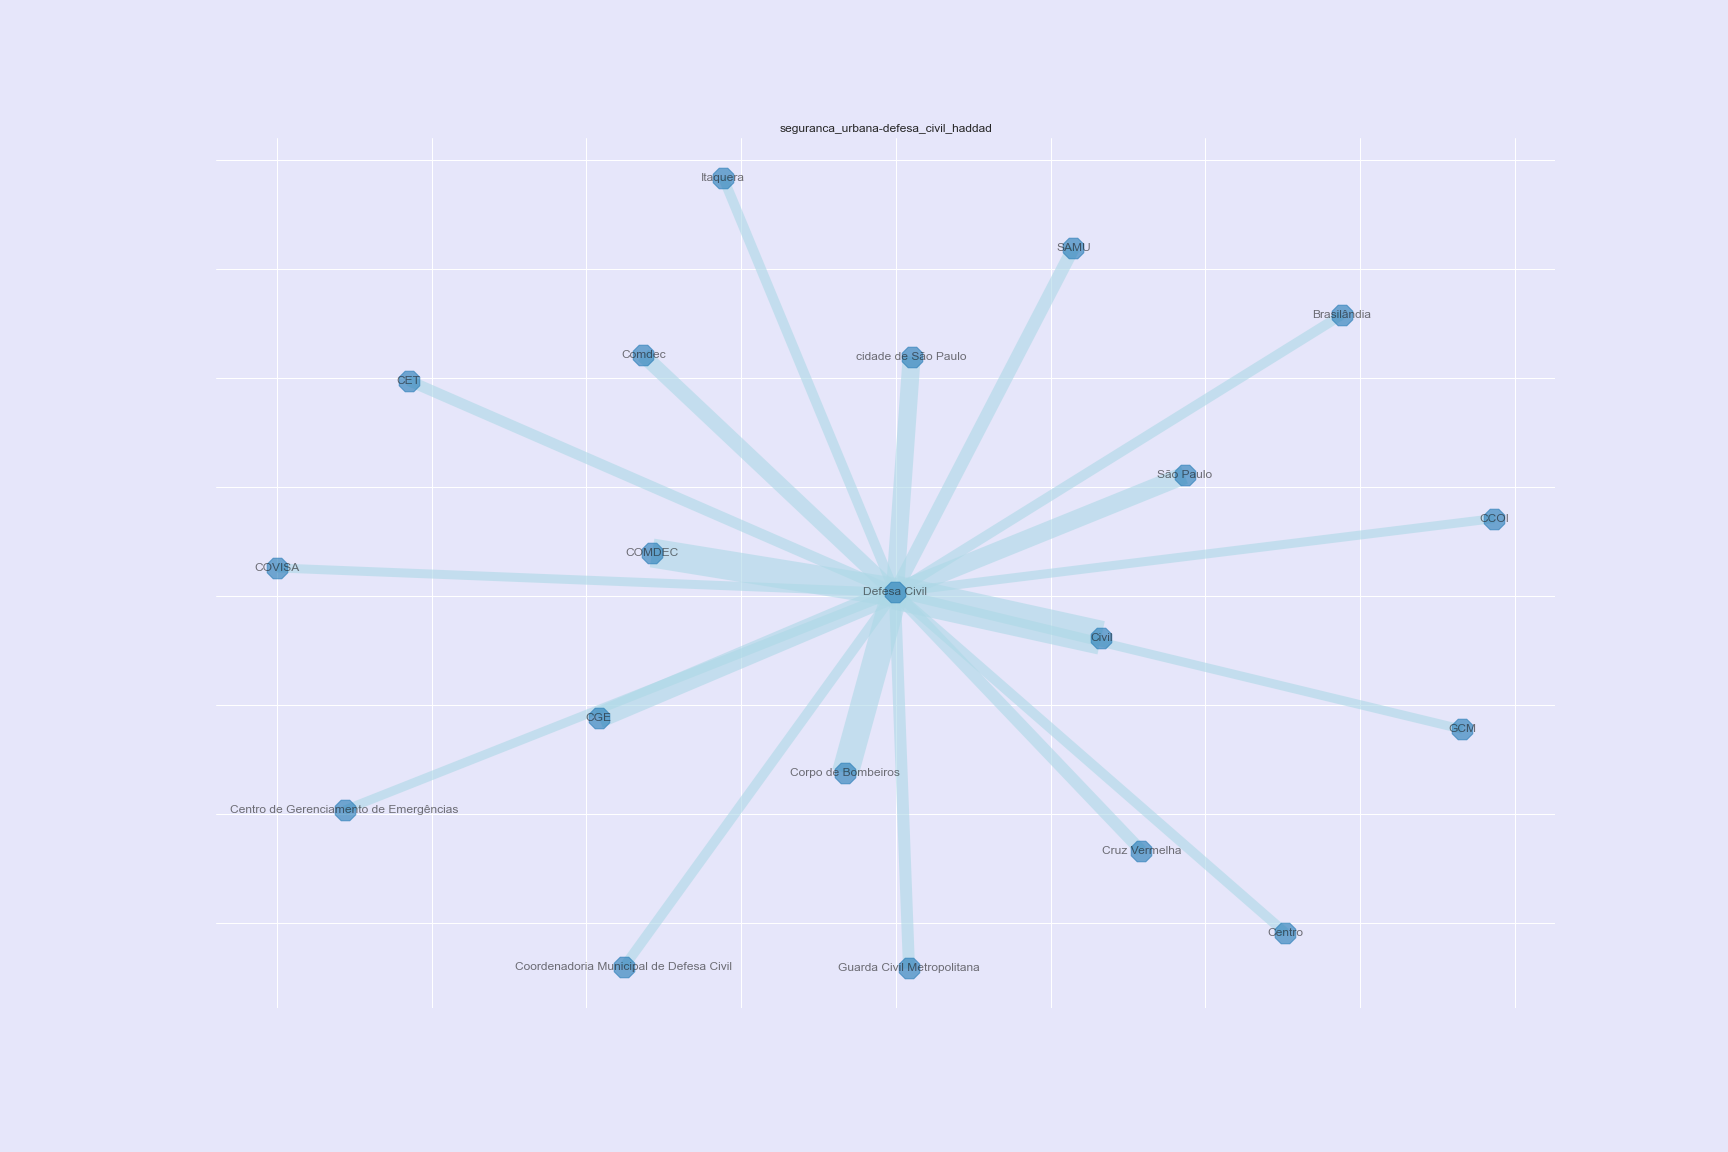 seguranca_urbana-defesa_civil_haddad
Itaquera
SAMU
Brasilândia
Comdec
cidade de São Paulo
CET
São Paulo
CCOI
COMDEC
COVISA
Defesa Civil
Civil
CGE
GCM
Corpo de Bombeiros
Centro de Gerenciamento de Emergências
Cruz Vermelha
Centro
Coordenadoria Municipal de Defesa Civil
Guarda Civil Metropolitana